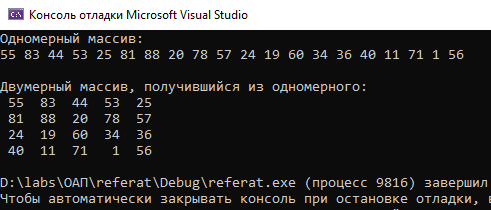 Консоль отладки Microsoft Visual Studio
Одномерный массив:
55 83 44 53 25 81 88 20 78 57 24 19 60 34 36 40 11 71 1 56
Двумерный массив, получившийся из одномерного:
55 83 44 53 25
81 88 20 78 57
24 19 60 34 36
40 11 71 1 56
D:\labs\ОАП\referat\Debug\referat.exe (процесс 9816) завершил
Чтобы автоматически закрывать консоль при остановке отладки,